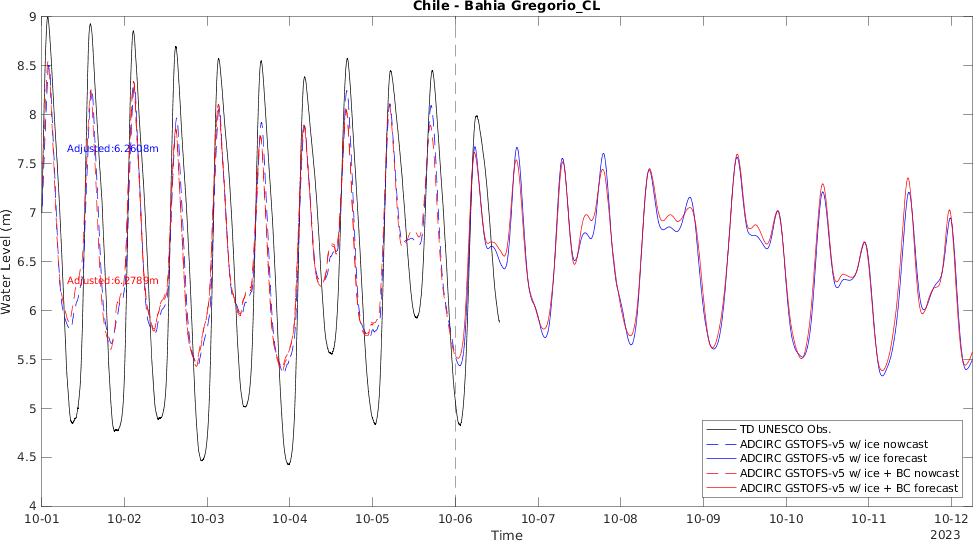 Chile - Bahia Gregorio_CL
9
8.5
8
7.5
7
6.5
6
5.5
5
4.5
4
Water Level (m)
Adjusted:6.2608m
Adjusted:6.2789m
TD UNESCO Obs.
ADCIRC GSTOFS-v5 w/ ice nowcast
ADCIRC GSTOFS-v5 w/ ice forecast
ADCIRC GSTOFS-v5 w/ ice + BC nowcast
ADCIRC GSTOFS-v5 w/ ice + BC forecast
10-01 10-02 10-03 10-04 10-05 10-06 10-07 10-08 10-09 10-10 10-11 10-12
Time 2023